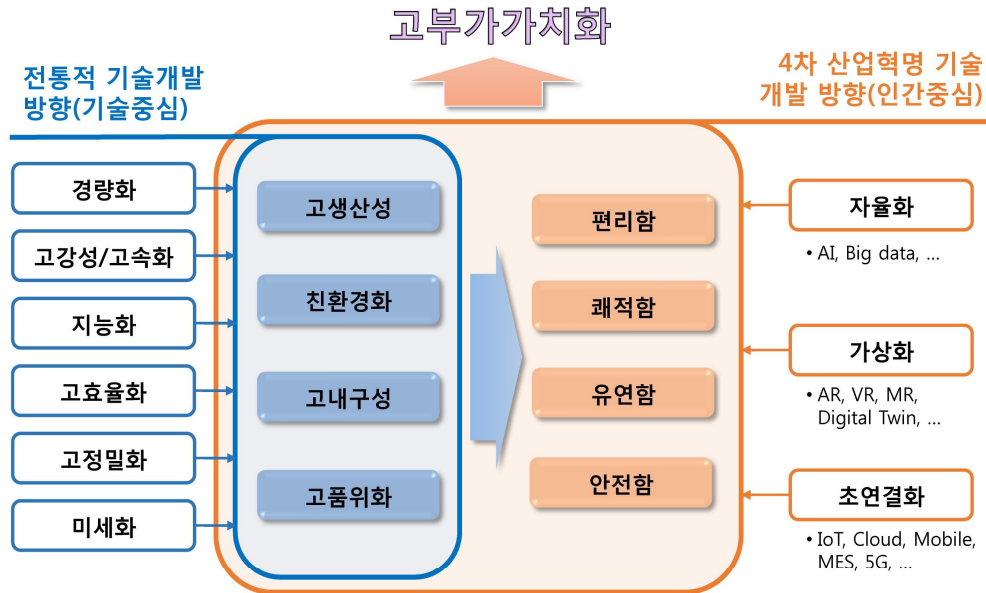 고부가가치화
전통적 기술개발
방향(기술중심)
4차 산업혁명 기술
개발 방향(인간중심)
경량화
고강성/고속화
지능화
고효율화
고정밀화
미세화
고생산성
친환경화
고내구성
고품위화
편리함
쾌적함
유연함
안전함
자율화
• AI, Big data, ...
가상화
• AR, VR, MR,
Digital Twin, ...
초연결화
• IoT, Cloud, Mobile,
MES, 5G, ...